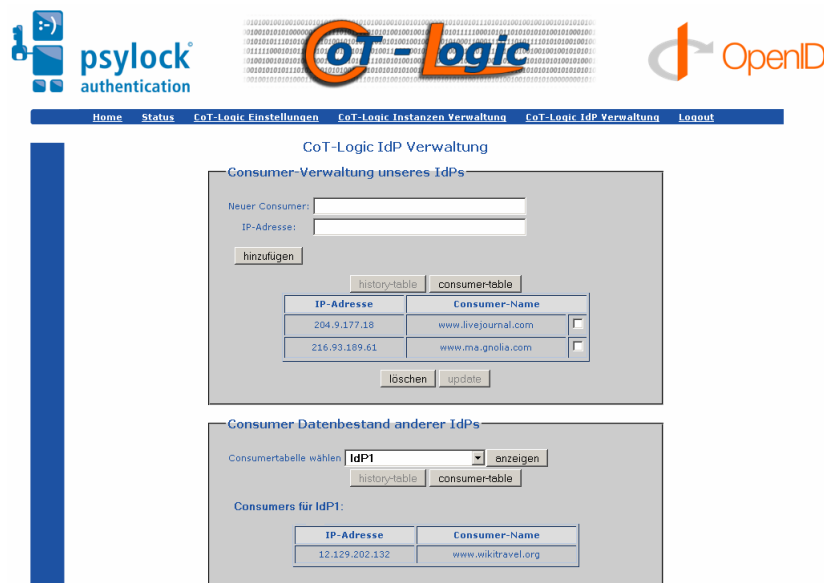 :-)
psylock
authentication
CoT - Logic
OpenID
Home Status CoT-Logic Einstellungen CoT-Logic Instanzen Verwaltung CoT-Logic IdP Verwaltung Logout
CoT-Logic IdP Verwaltung
Consumer-Verwaltung unseres IdPs
Neuer Consumer:
IP-Adresse:
hinzufügen
history-table consumer-table
IP-Adresse Consumer-Name
204.9.177.18 www.livejournal.com
216.93.189.61 www.ma.gnolia.com
löschen update
Consumer Datenbestand anderer IdPs
Consumertabelle wählen IdP1 anzeigen
history-table consumer-table
Consumers für IdP1:
IP-Adresse Consumer-Name
12.129.202.132 www.wikitravel.org